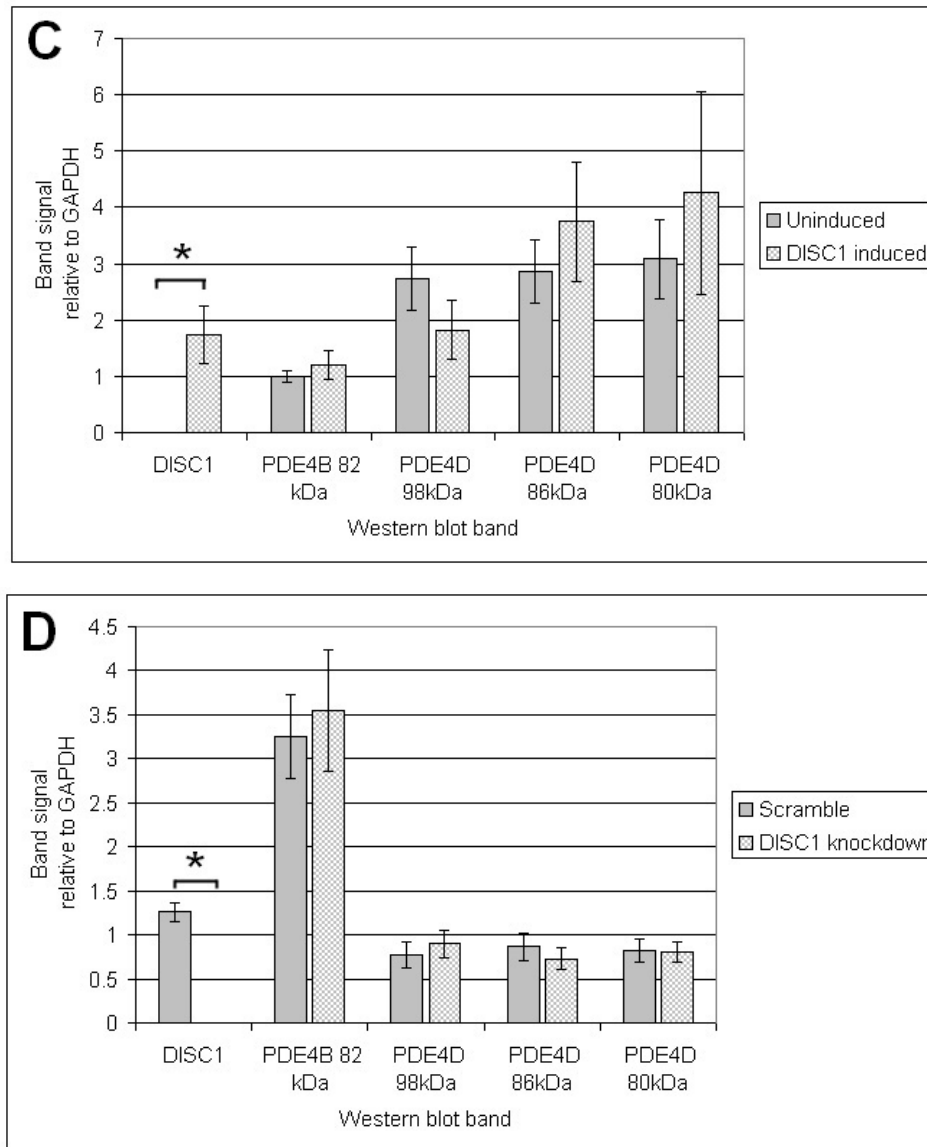 C
7
6
5
4
3
2
1
0
Band signal
relative to GAPDH
*
DISC1
PDE4B 82
kDa
PDE4D
98kDa
PDE4D
86kDa
PDE4D
80kDa
Western blot band
Uninduced
DISC1 induced
D
4.5
4
3.5
3
2.5
2
1.5
1
0.5
0
Band signal
relative to GAPDH
*
DISC1
PDE4B 82
kDa
PDE4D
98kDa
PDE4D
86kDa
PDE4D
80kDa
Western blot band
Scramble
DISC1 knockdown